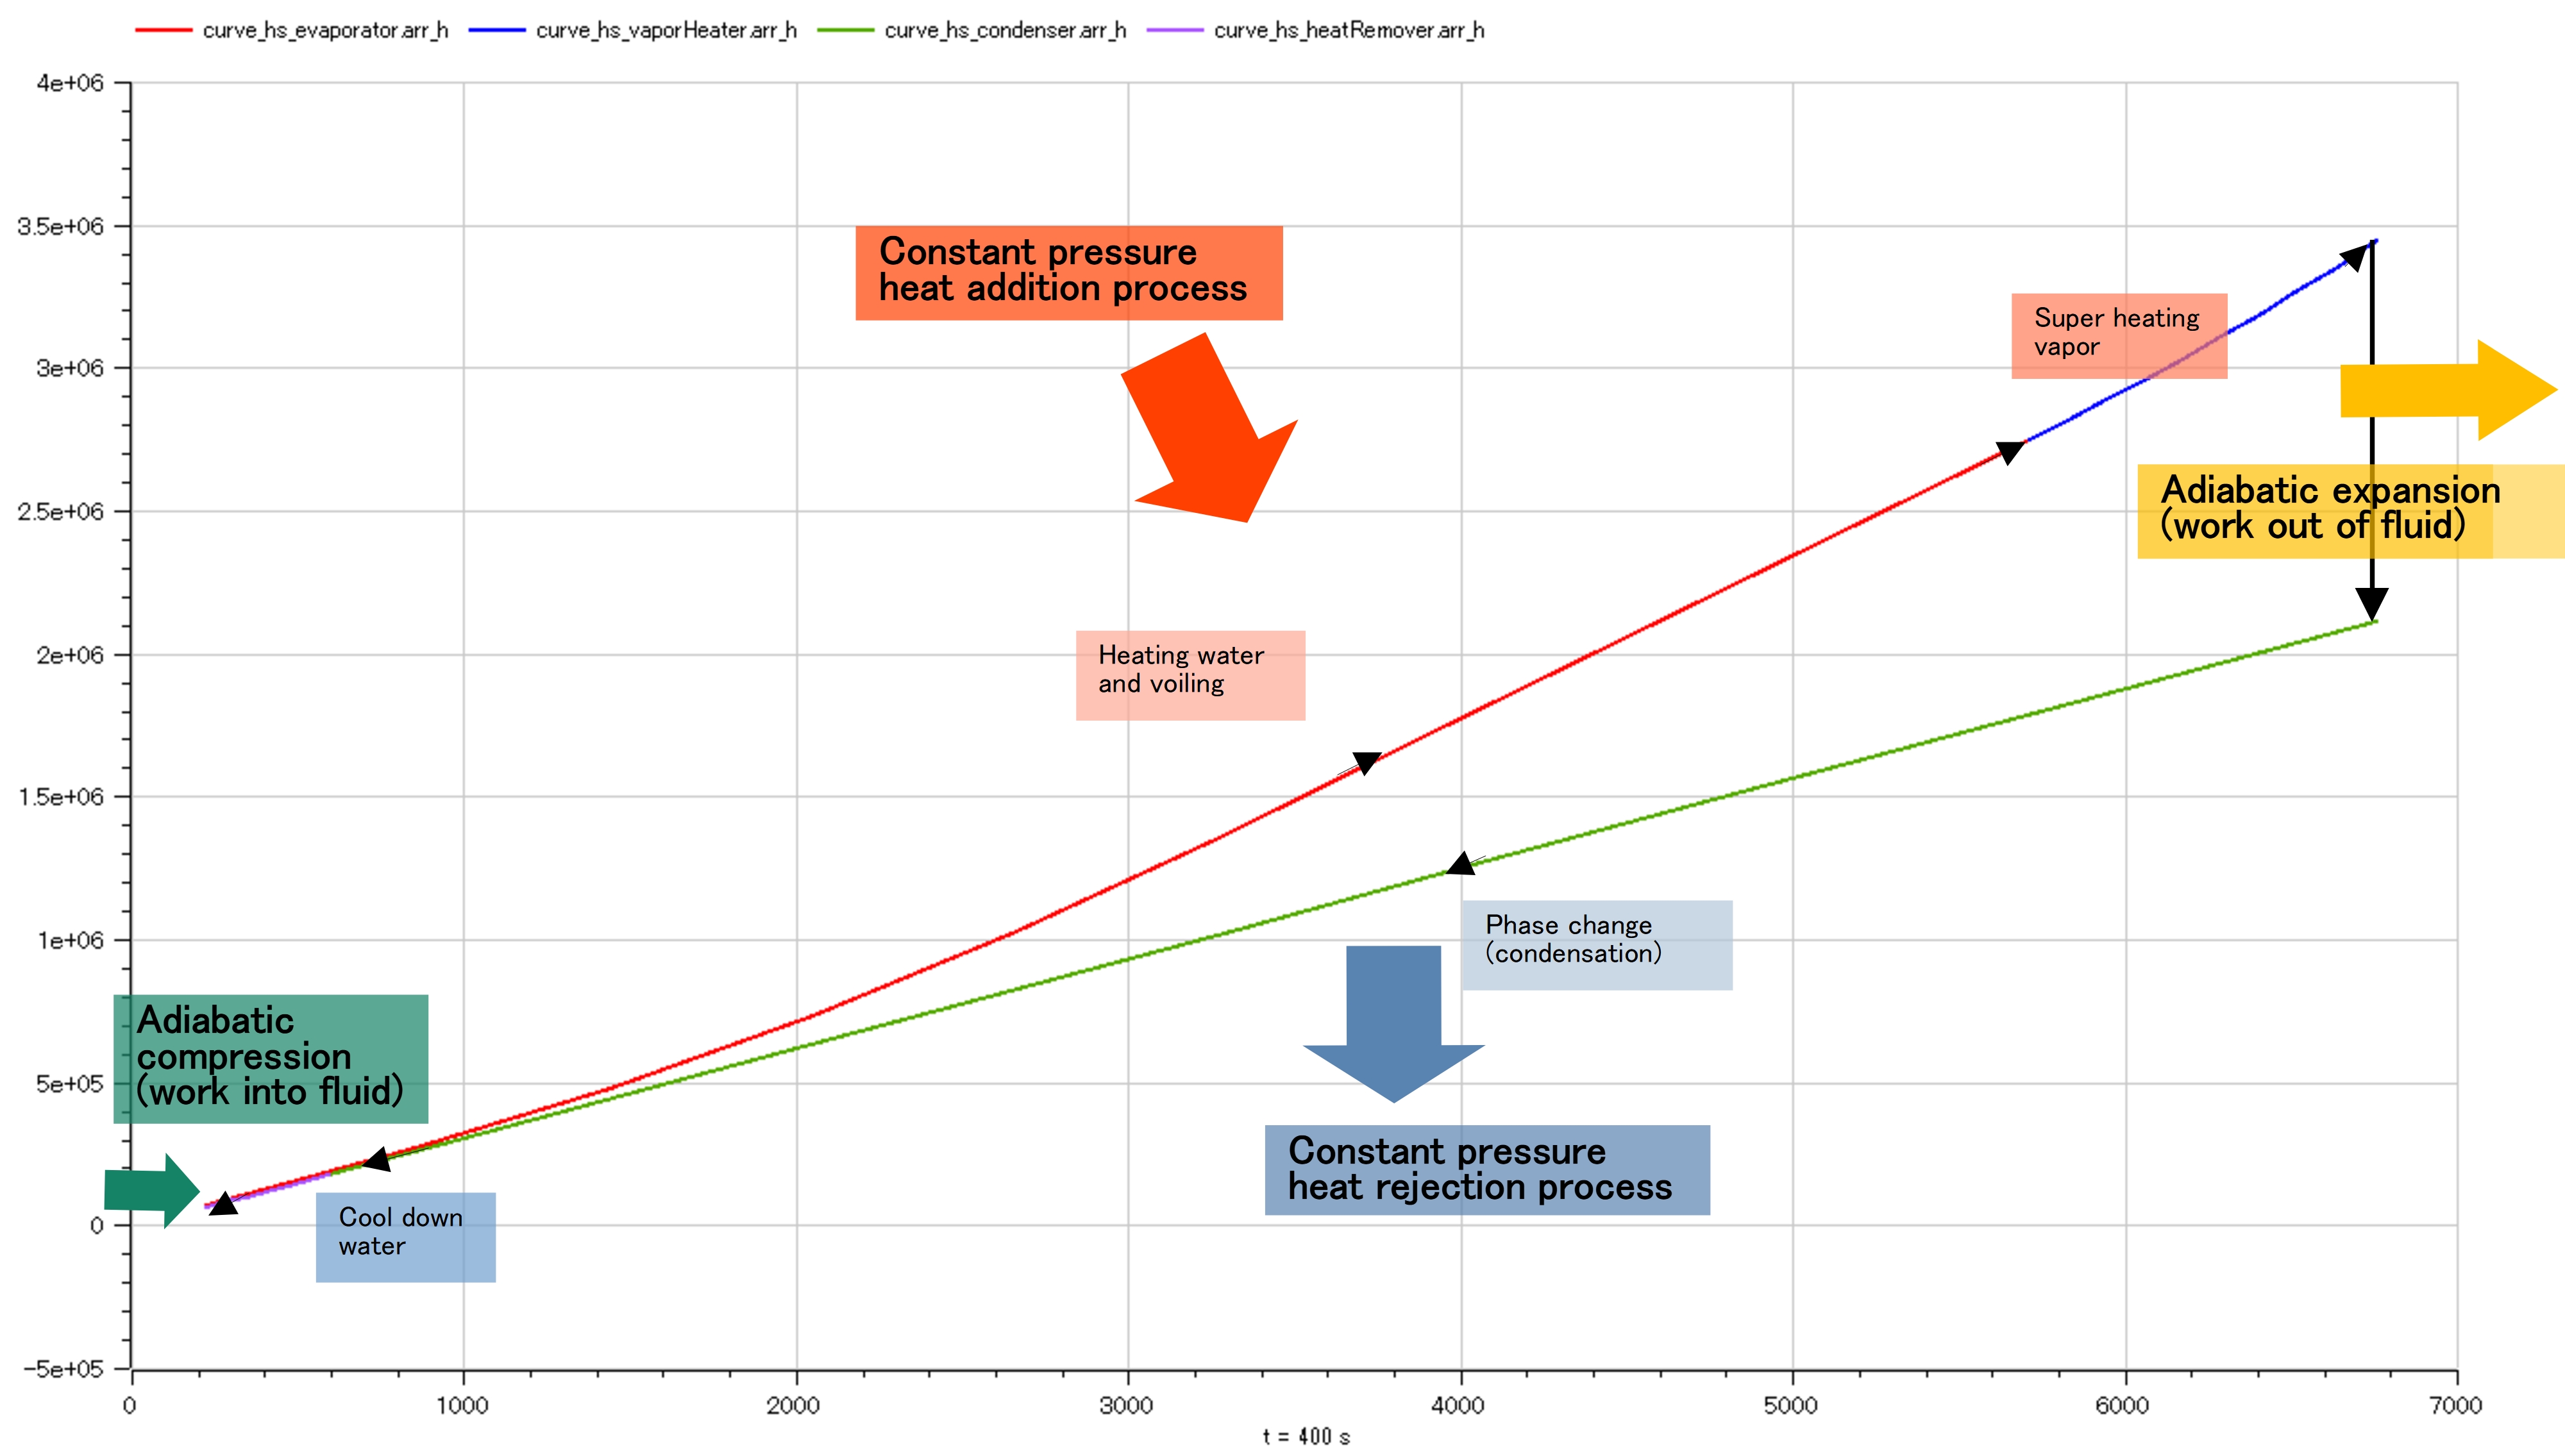 curve_hs_evaporator.arr_h curve_hs_vaporHeater.arr_h curve_hs_condenser.arr_h curve_hs_heatRemover.arr_h
4e+06
3.5e+06
3e+06
2.5e+06
2e+06
1.5e+06
1e+06
5e+05
0
-5e+05
Constant pressure
heat addition process
Super heating
vapor
Adiabatic expansion
(work out of fluid)
Heating water
and voiling
Phase change
(condensation)
Adiabatic
compression
(work into fluid)
Constant pressure
heat rejection process
Cool down
water
0 1000 2000 3000 4000 5000 6000 7000
t = 400 s